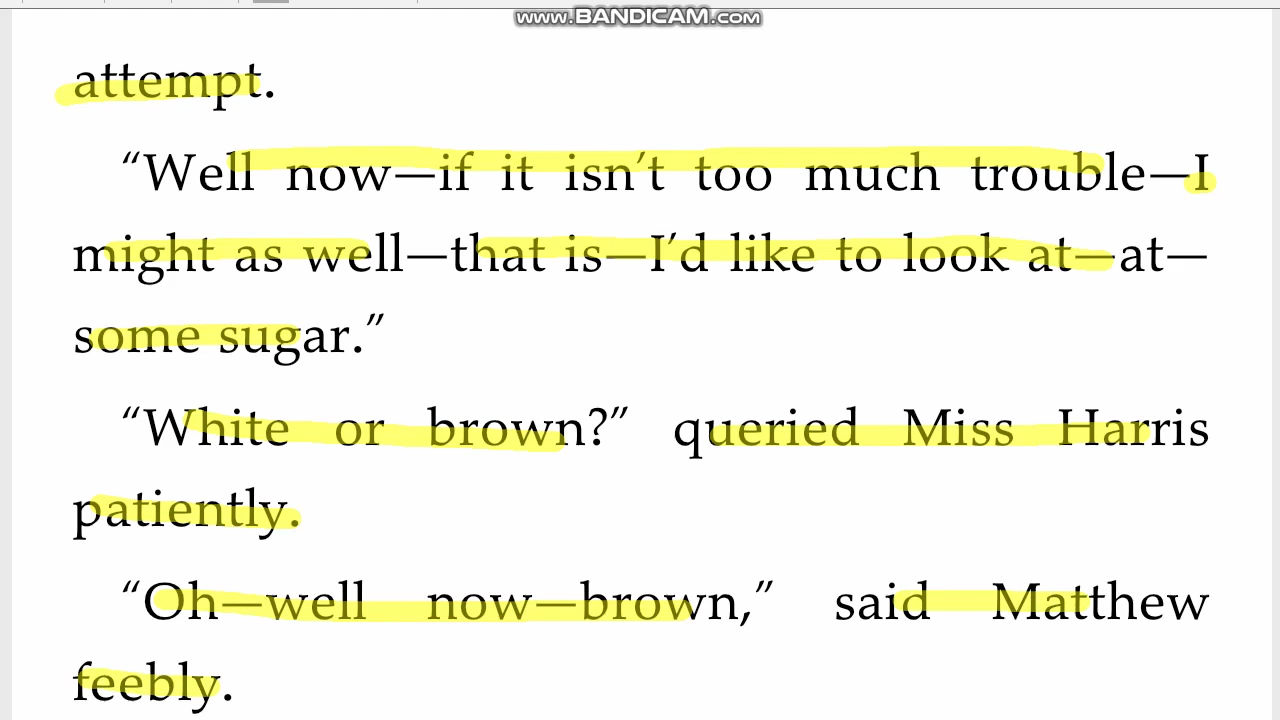 www.BANDICAM.com
attempt.
“Well now—if it isn’t too much trouble—I
might as well—that is—I’d like to look at—at—
some sugar.”
“White or brown?” queried Miss Harris
patiently.
“Oh—well now—brown,” said Matthew
feebly.